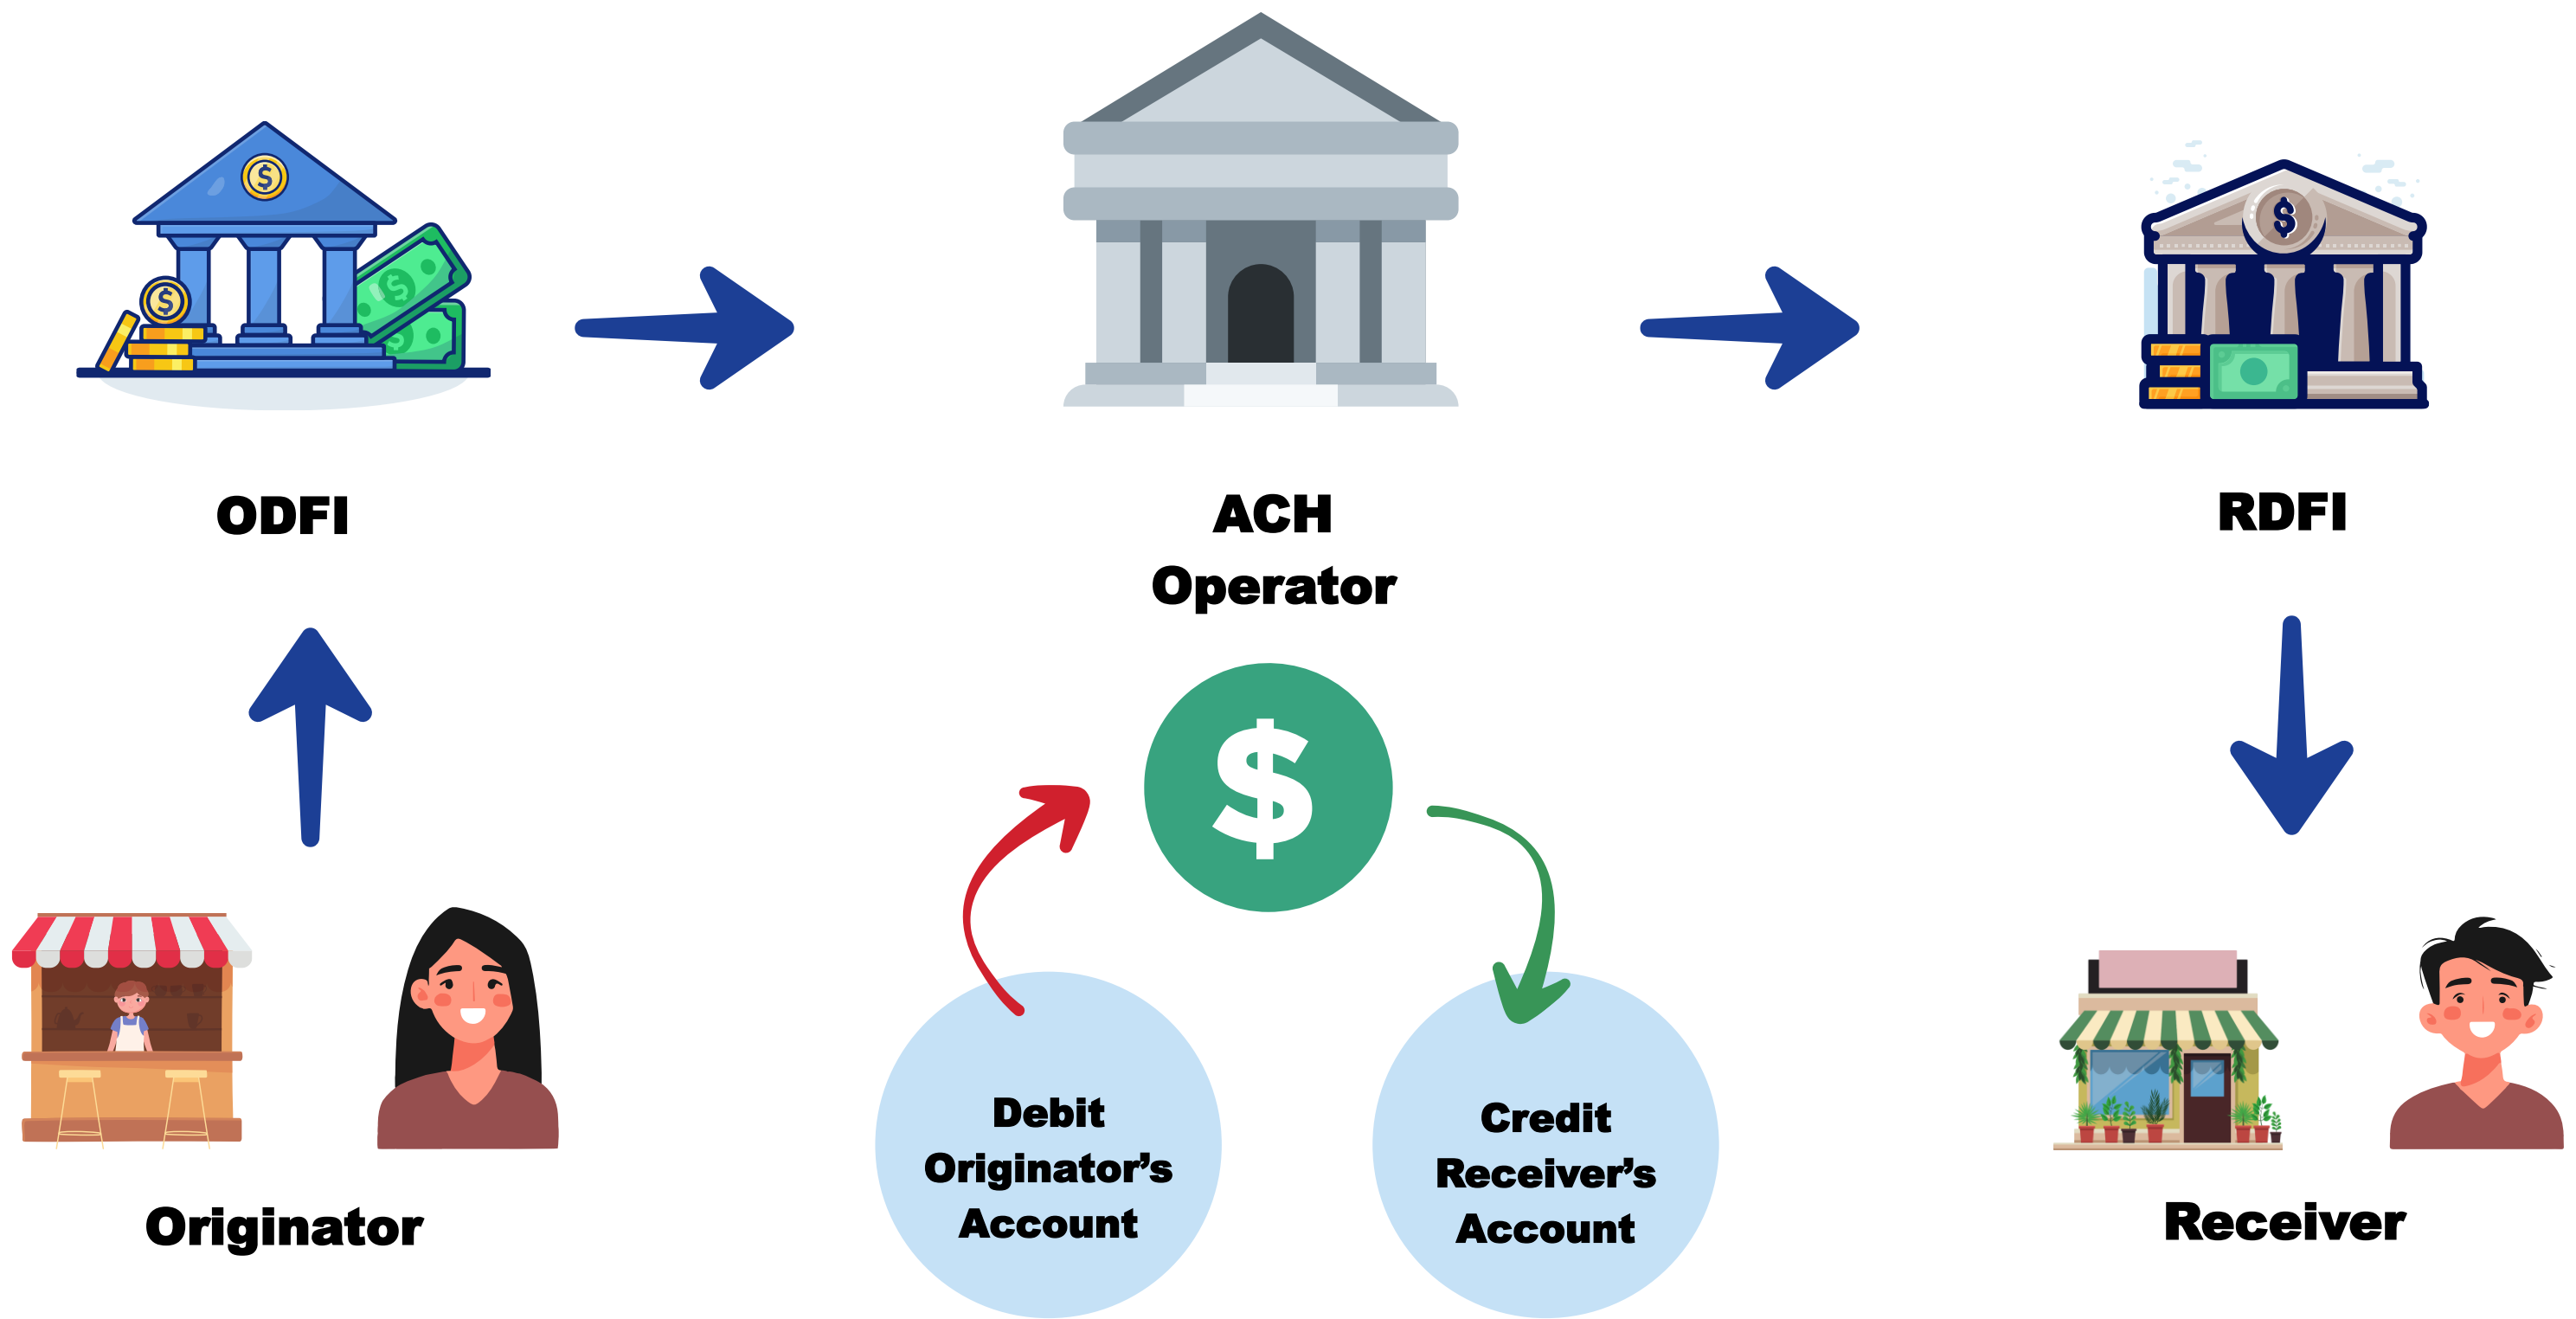 ODFI
ACH
Operator
RDFI
$
Debit
Originator’s
Account
Credit
Receiver’s
Account
Originator
Receiver